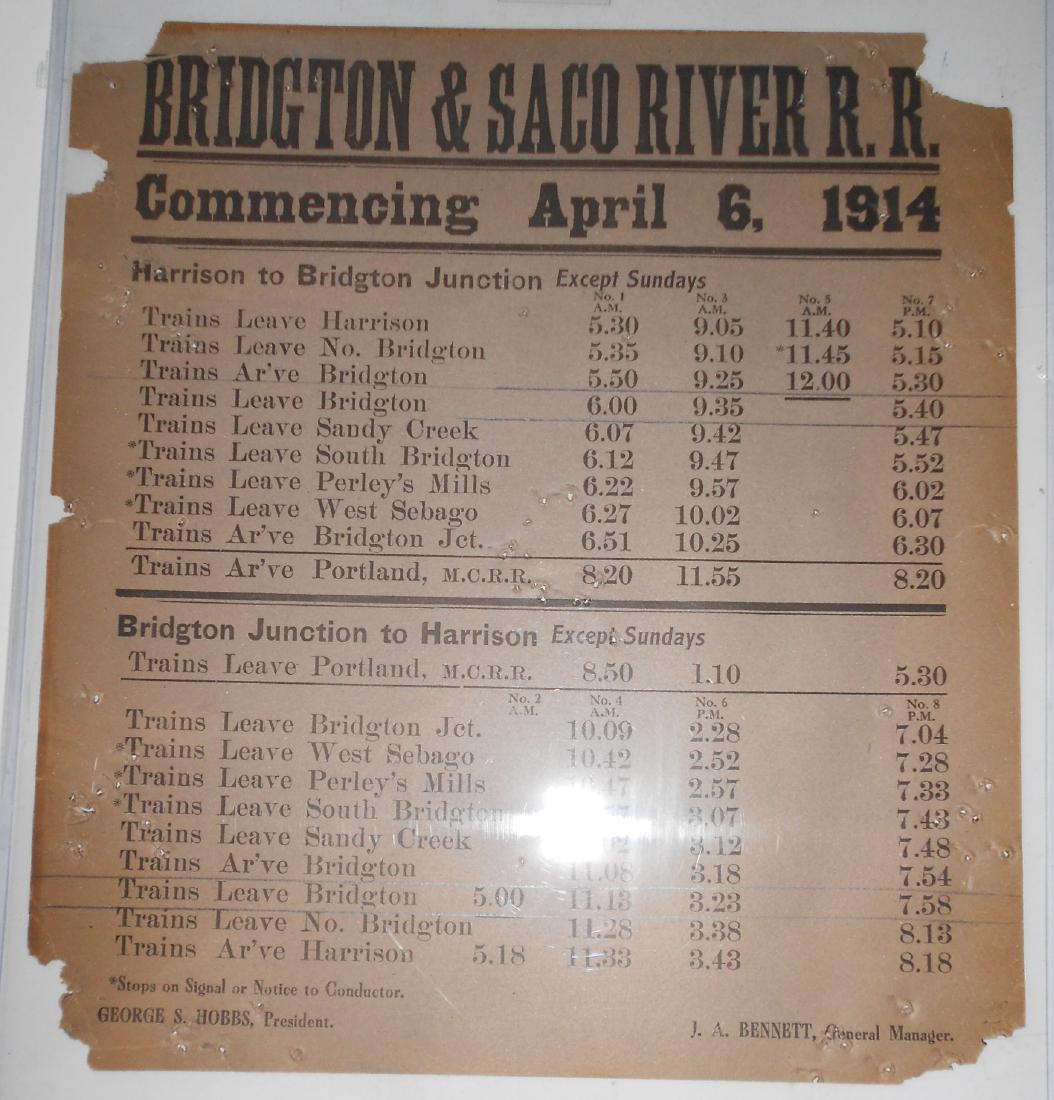 BRIDGTON & SACO RIVER R. R.
Commencing April 6, 1914
Harrison to Bridgton Junction Except Sundays
No. 1 No. 3 No. 5 No. 7
A.M. A.M. A.M. P.M.
Trains Leave Harrison 5.30 9.05 11.40 5.10
Trains Leave No. Bridgton 5.35 9.10 *11.45 5.15
Trains Ar've Bridgton 5.50 9.25 12.00 5.30
Trains Leave Bridgton 6.00 9.35 5.40
Trains Leave Sandy Creek 6.07 9.42 5.47
*Trains Leave South Bridgton 6.12 9.47 5.52
*Trains Leave Perley's Mills 6.22 9.57 6.02
*Trains Leave West Sebago 6.27 10.02 6.07
Trains Ar've Bridgton Jct. 6.51 10.25 6.30
Trains Ar've Portland, M.C.R.R. 8.20 11.55 8.20
Bridgton Junction to Harrison Except Sundays
Trains Leave Portland, M.C.R.R. 8.50 1.10 5.30
No. 2 No. 4 No. 6 No. 8
A.M. A.M. P.M. P.M.
Trains Leave Bridgton Jct. 10.09 2.28 7.04
*Trains Leave West Sebago 10.42 2.52 7.28
*Trains Leave Perley's Mills 2.57 7.33
*Trains Leave South Bridgton 3.07 7.43
Trains Leave Sandy Creek 3.12 7.48
Trains Ar've Bridgton 11.08 3.18 7.54
Trains Leave Bridgton 5.00 11.13 3.23 7.58
Trains Leave No. Bridgton 11.28 3.38 8.13
Trains Ar've Harrison 5.18 11.33 3.43 8.18
*Stops on Signal or Notice to Conductor.
GEORGE S. HOBBS, President.
J. A. BENNETT, General Manager.